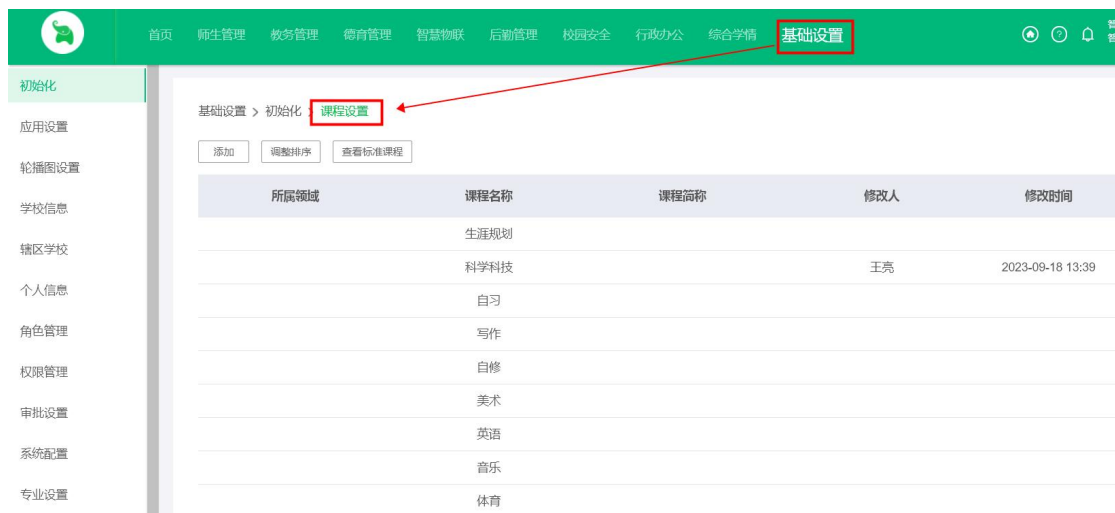 首页 师生管理 教务管理 德育管理 智慧物联 后勤管理 校园安全 行政办公 综合学情 基础设置
初始化
应用设置
轮播图设置
学校信息
辖区学校
个人信息
角色管理
权限管理
审批设置
系统配置
专业设置
基础设置 > 初始化 > 课程设置
添加 调整排序 查看标准课程
所属领域 课程名称 课程简称 修改人 修改时间
生涯规划
科学科技 王亮 2023-09-18 13:39
自习
写作
自修
美术
英语
音乐
体育